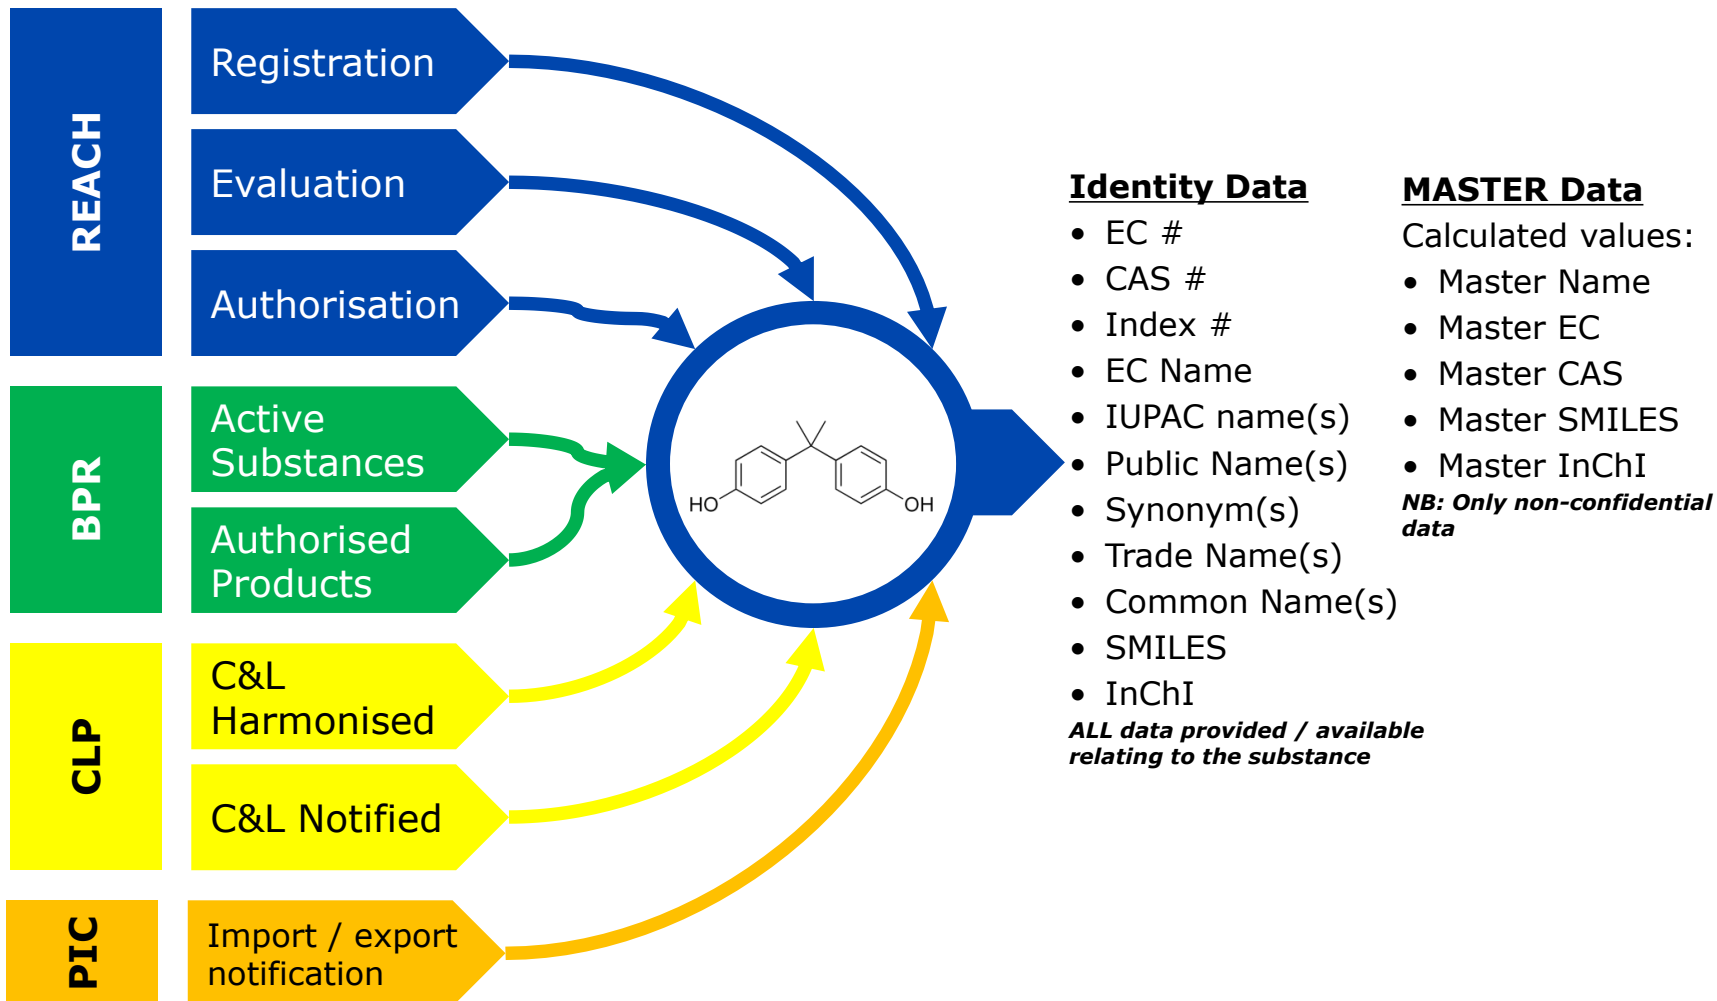 REACH
Registration
Evaluation
Authorisation
BPR
Active
Substances
Authorised
Products
CLP
C&L
Harmonised
C&L Notified
PIC
Import / export
notification
HO
OH
Identity Data
• EC #
• CAS #
• Index #
• EC Name
• IUPAC name(s)
• Public Name(s)
• Synonym(s)
• Trade Name(s)
• Common Name(s)
• SMILES
• InChI
ALL data provided / available
relating to the substance
MASTER Data
Calculated values:
• Master Name
• Master EC
• Master CAS
• Master SMILES
• Master InChI
NB: Only non-confidential
data